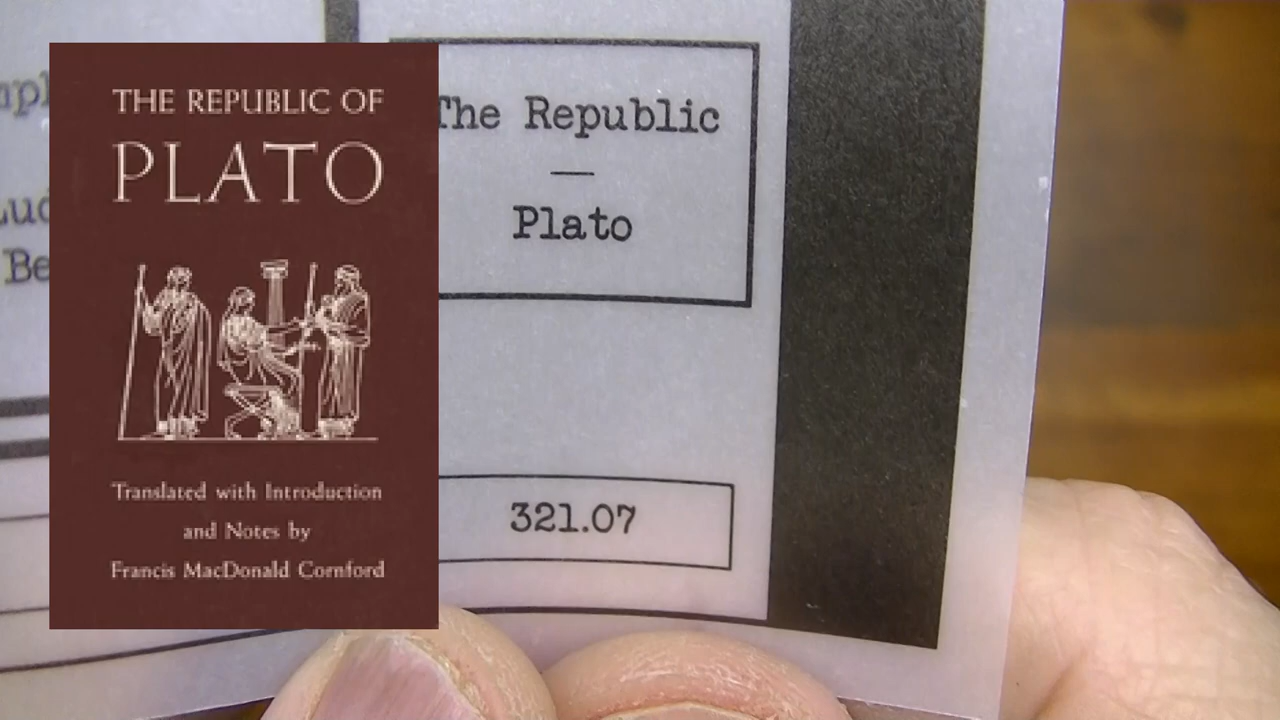 THE REPUBLIC OF
PLATO
Translated with Introduction
and Notes by
Francis MacDonald Cornford
The Republic
—
Plato
321.07